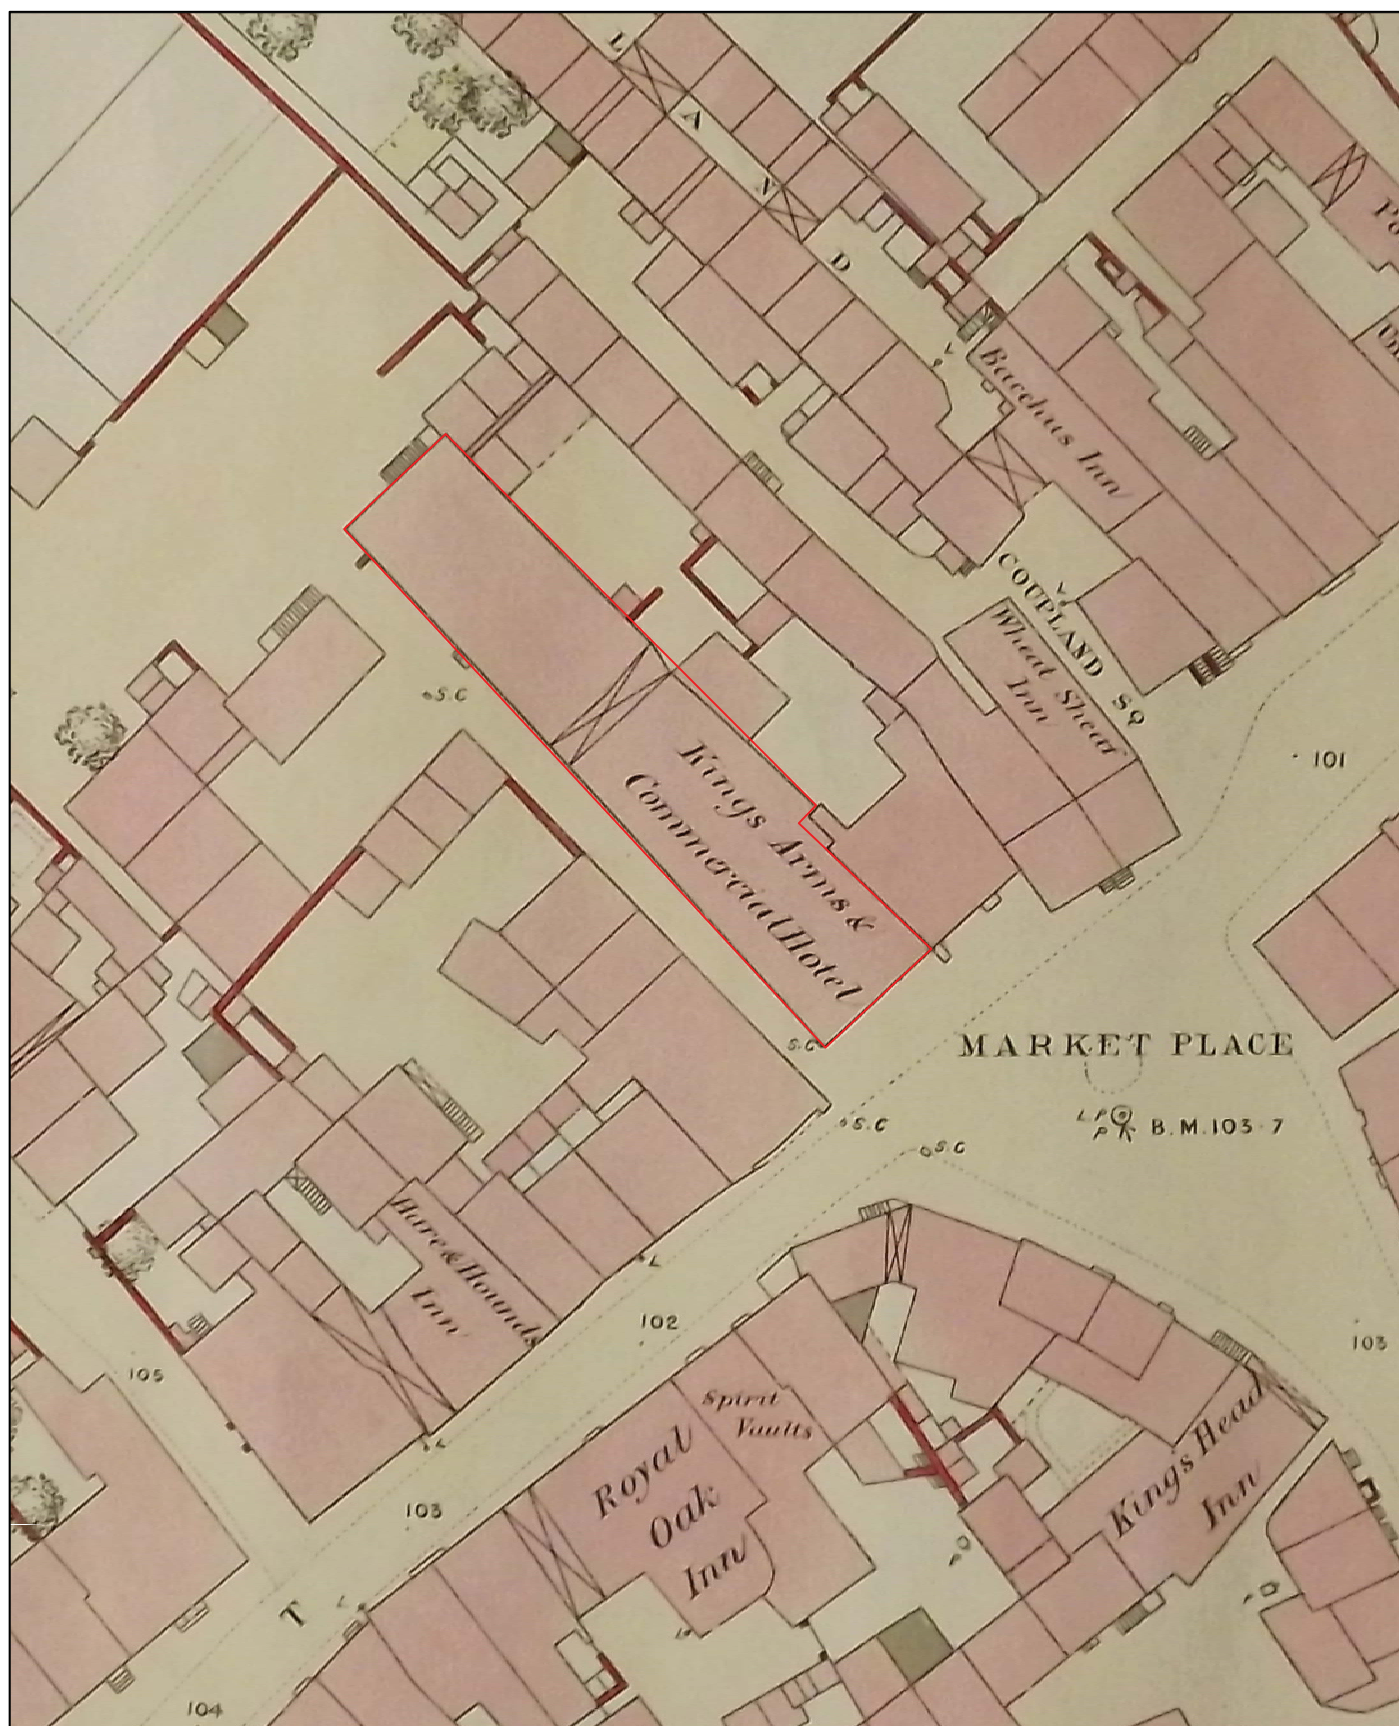 L
A
N
D
Po
Bacchus Inn
COUPLAND SQ
Wheat Sheaf
Inn
101
S.C
Kings Arms &
Commercial Hotel
S.C
MARKET PLACE
L.P
P
B.M. 103·7
S.C
S.C
Hare & Hounds
Inn
L
102
103
105
Spirit
Vaults
Royal
Oak
Inn
Kings Head
Inn
L
103
T
L
104